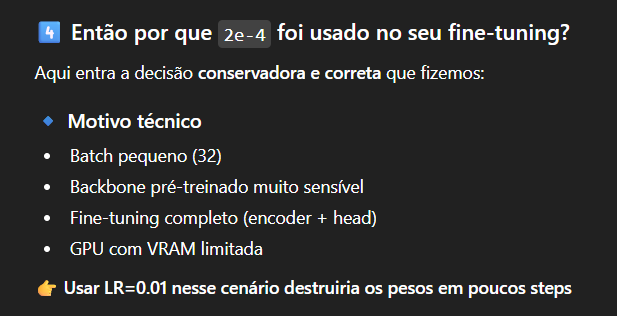 4️⃣ Então por que 2e-4 foi usado no seu fine-tuning?
Aqui entra a decisão conservadora e correta que fizemos:
🔹 Motivo técnico
• Batch pequeno (32)
• Backbone pré-treinado muito sensível
• Fine-tuning completo (encoder + head)
• GPU com VRAM limitada
👉 Usar LR=0.01 nesse cenário destruiria os pesos em poucos steps